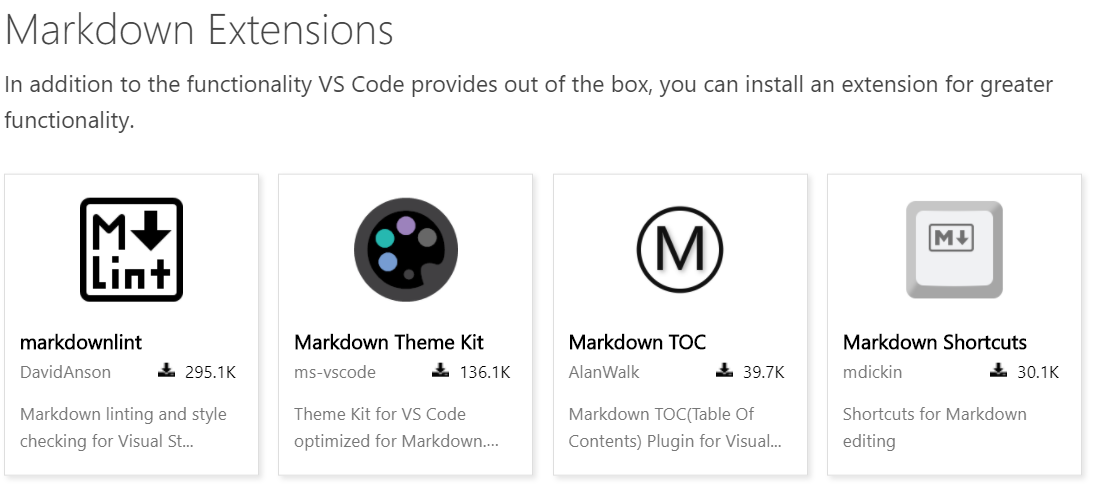 Markdown Extensions
In addition to the functionality VS Code provides out of the box, you can install an extension for greater
functionality.
M
Lint
markdownlint
DavidAnson 295.1K
Markdown linting and style
checking for Visual St...
Markdown Theme Kit
ms-vscode 136.1K
Theme Kit for VS Code
optimized for Markdown....
M
Markdown TOC
AlanWalk 39.7K
Markdown TOC(Table Of
Contents) Plugin for Visual...
M
Markdown Shortcuts
mdickin 30.1K
Shortcuts for Markdown
editing